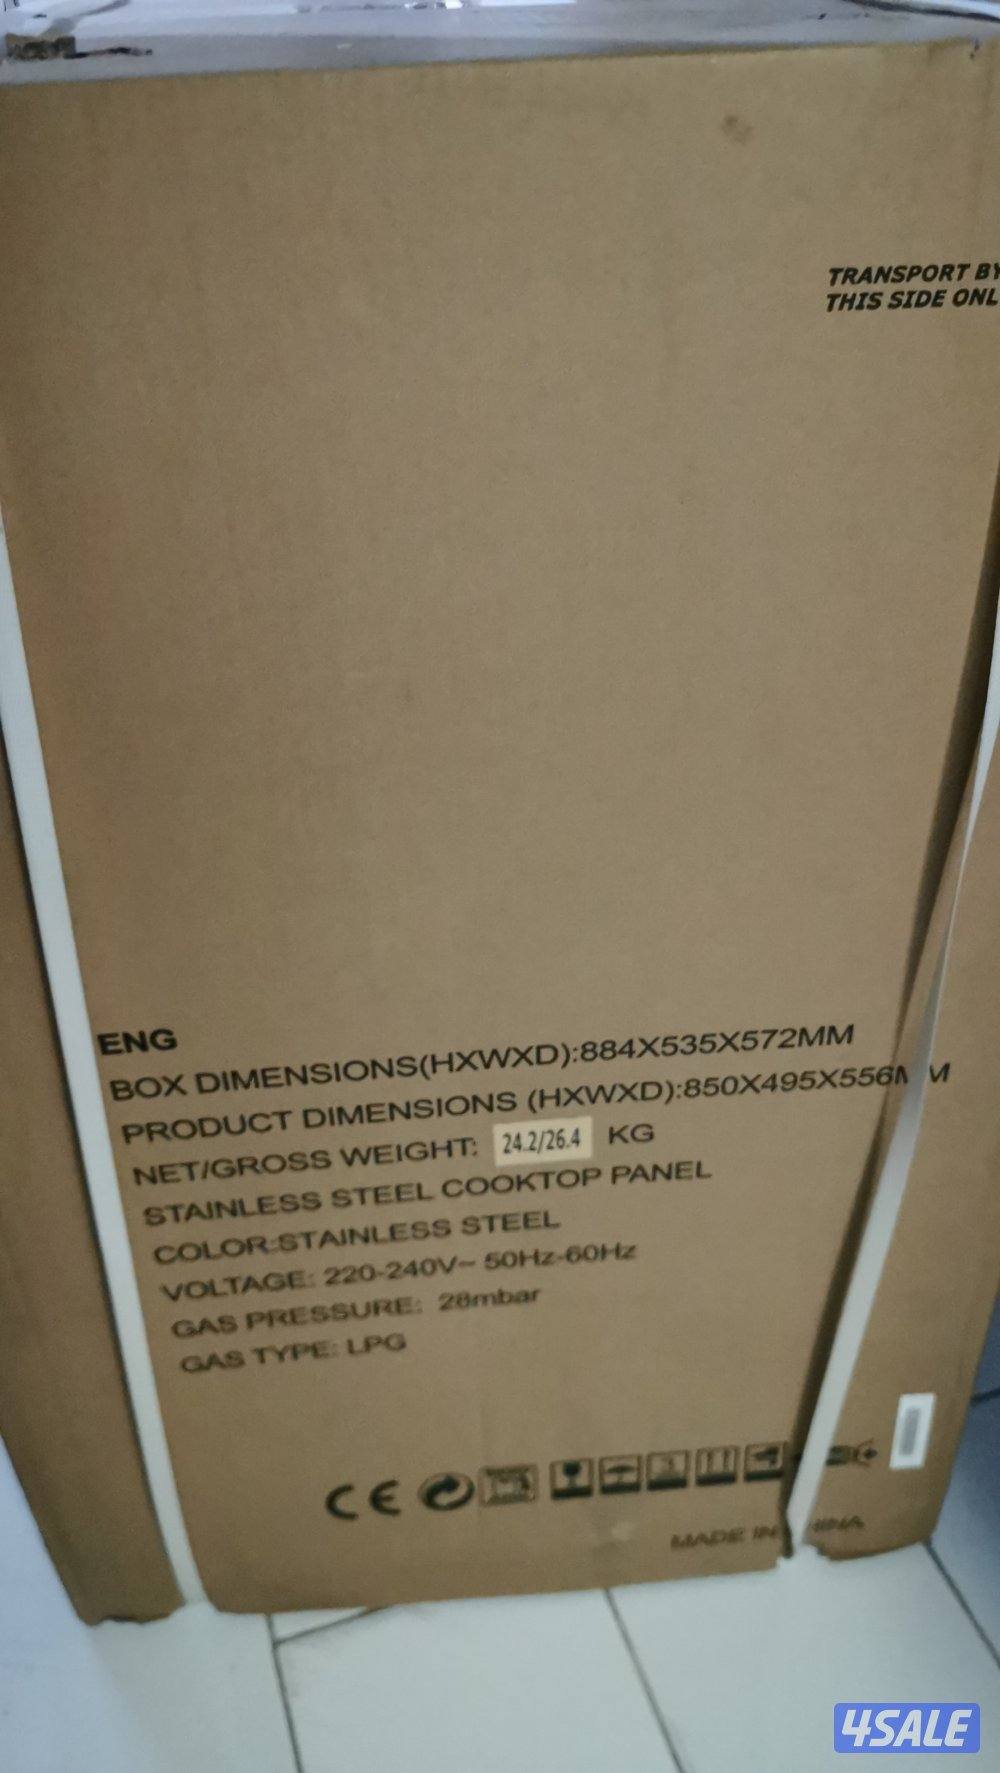 TRANSPORT BY
THIS SIDE ONL
ENG
BOX DIMENSIONS(HXWXD):884X535X572MM
PRODUCT DIMENSIONS (HXWXD):850X495X556MM
NET/GROSS WEIGHT: 24.2/26.4 KG
STAINLESS STEEL COOKTOP PANEL
COLOR:STAINLESS STEEL
VOLTAGE: 220-240V~ 50Hz-60Hz
GAS PRESSURE: 28mbar
GAS TYPE: LPG
CE
MADE IN CHINA
4SALE